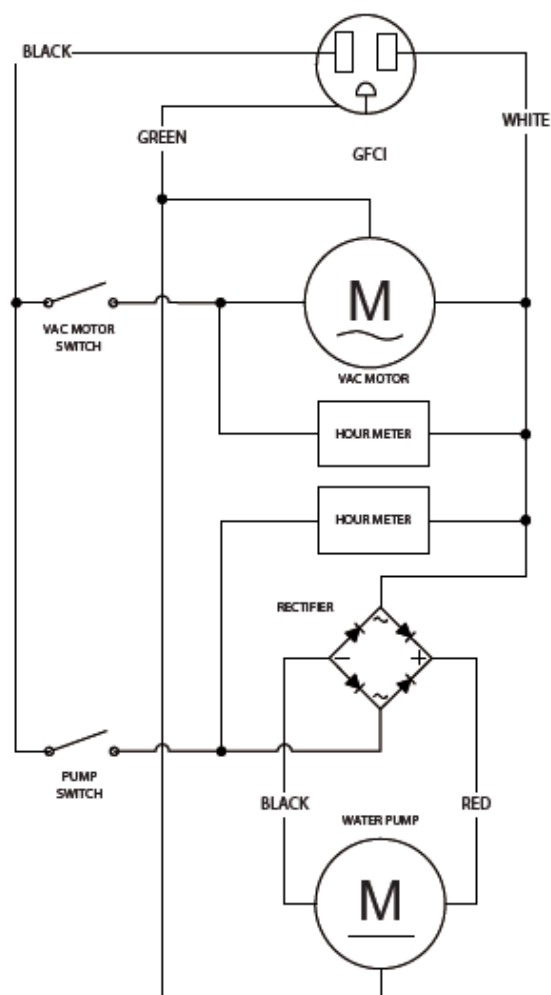 BLACK
WHITE
GREEN
GFCI
M
VAC MOTOR
SWITCH
VAC MOTOR
HOUR METER
HOUR METER
RECTIFIER
PUMP
SWITCH
BLACK
RED
WATER PUMP
M